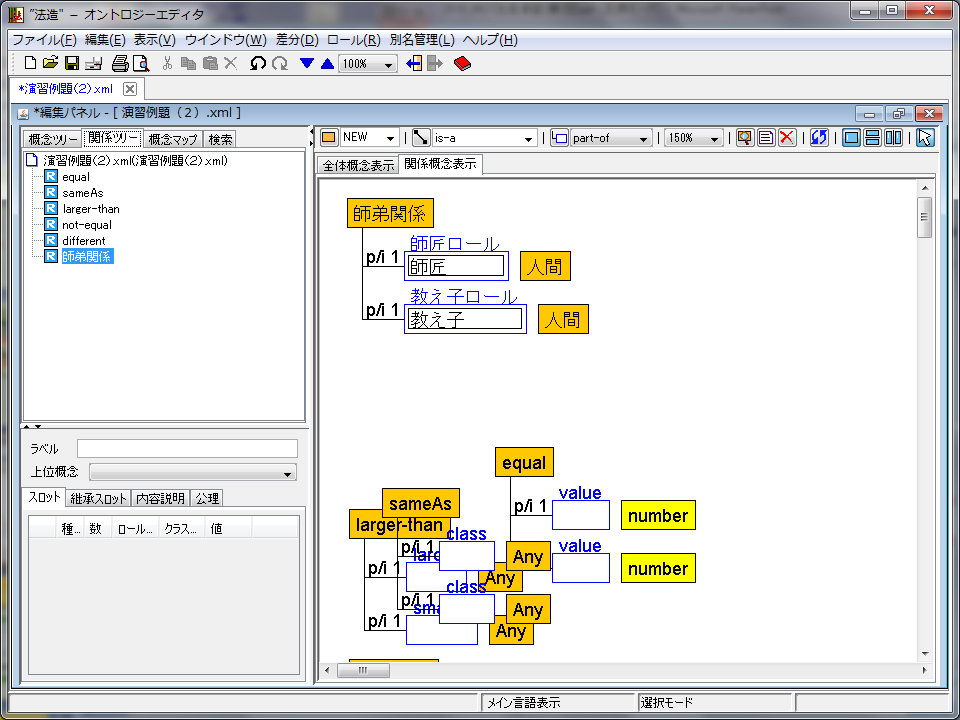 "法造" - オントロジーエディタ
ファイル(F) 編集(E) 表示(V) ウインドウ(W) 差分(D) ロール(R) 別名管理(L) ヘルプ(H)
100%
*演習例題(2).xml
*編集パネル - [ 演習例題（２）.xml ]
概念ツリー 関係ツリー 概念マップ 検索
NEW is-a part-of 150%
全体概念表示 関係概念表示
演習例題(2).xml(演習例題(2).xml)
R equal
R sameAs
R larger-than
R not-equal
R different
R 師弟関係
ラベル
上位概念
スロット 継承スロット 内容説明 公理
種... 数 ロール... クラス... 値
師弟関係
師匠ロール
p/i 1 師匠 人間
教え子ロール
p/i 1 教え子 人間
equal
value
p/i 1 number
value
number
sameAs
larger-than
class
p/i 1 Any
p/i 1 Any
class
p/i 1 Any
p/i 1 Any
メイン言語表示 選択モード